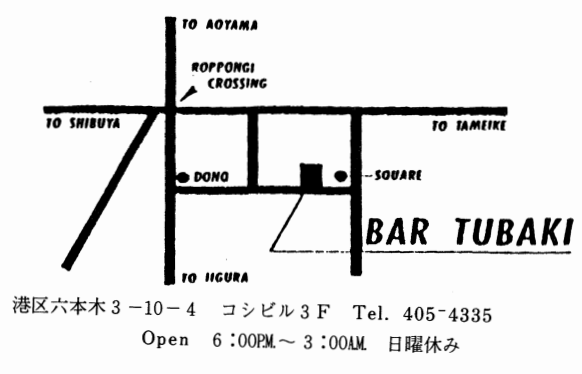 TO AOYAMA
ROPPONGI
CROSSING
TO SHIBUYA
TO TAMEIKE
DONQ
SQUARE
BAR TUBAKI
TO IIGURA
港区六本木3-10-4 コシビル3F Tel. 405-4335
Open 6:00P.M.~3:00A.M. 日曜休み